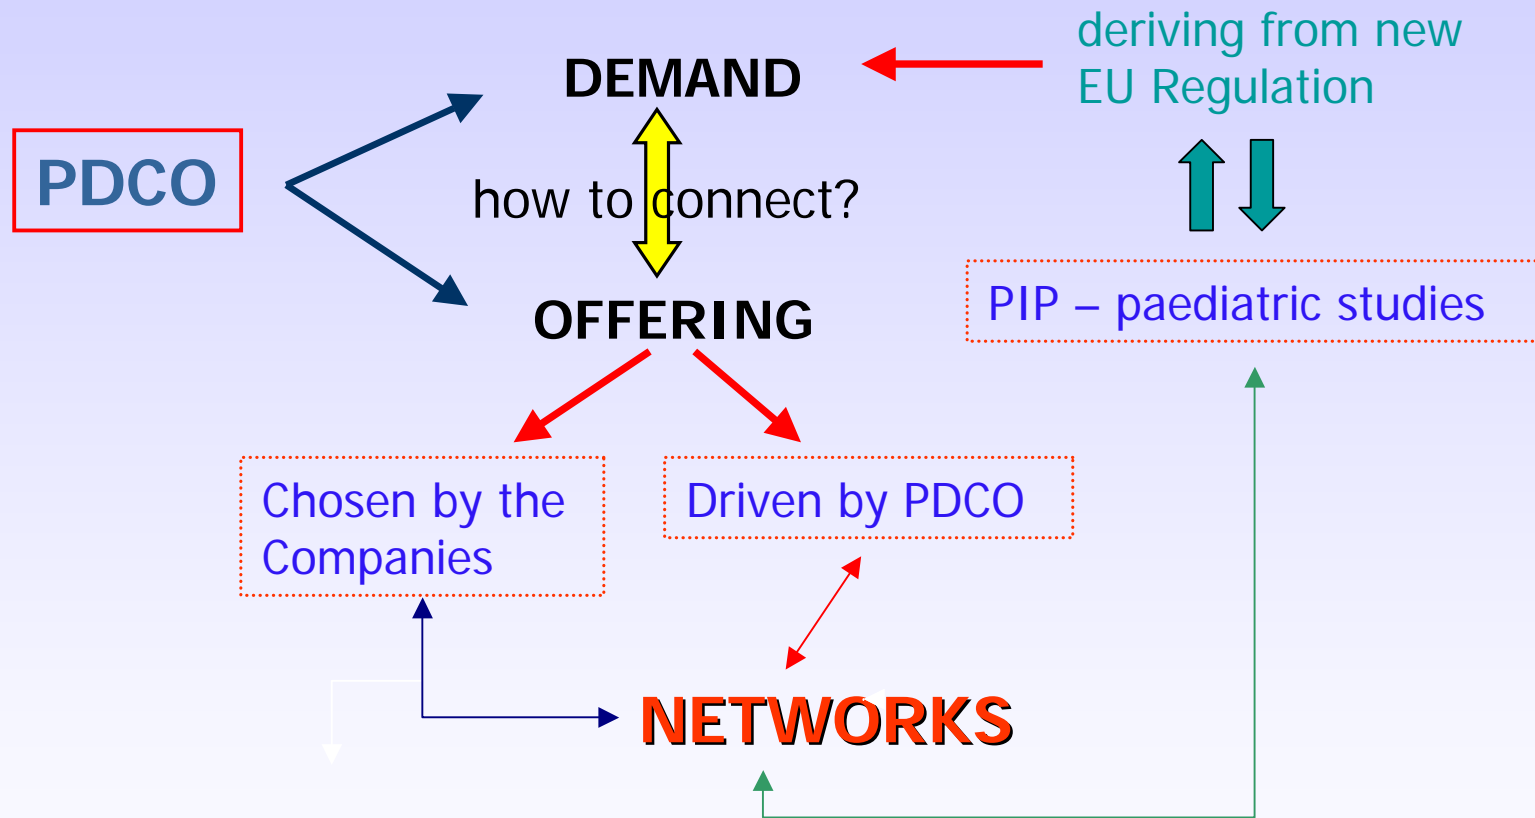 deriving from new
EU Regulation
DEMAND
PDCO
how to connect?
OFFERING
PIP – paediatric studies
Chosen by the
Companies
Driven by PDCO
NETWORKS